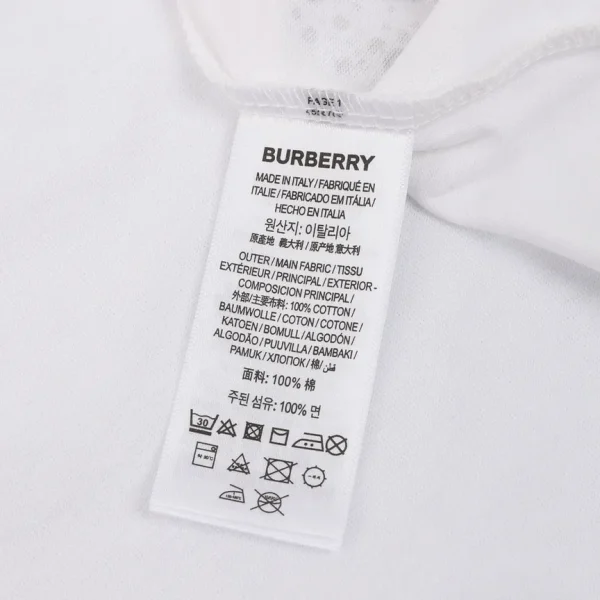 BURBERRY
MADE IN ITALY / FABRIQUÉ EN
ITALIE / FABRICADO EM ITÁLIA /
HECHO EN ITALIA
원산지: 이탈리아
原產地 義大利 / 原产地 意大利
OUTER / MAIN FABRIC / TISSU
EXTÉRIEUR / PRINCIPAL / EXTERIOR -
COMPOSICION PRINCIPAL /
外部/主要布料: 100% COTTON /
BAUMWOLLE / COTON / COTONE /
KATOEN / BOMULL / ALGODÓN /
ALGODÃO / PUUVILLA / BAMBAKI /
PAMUK / ХЛОПОК / 棉 / قطن
面料: 100% 棉
주된 섬유: 100% 면
30